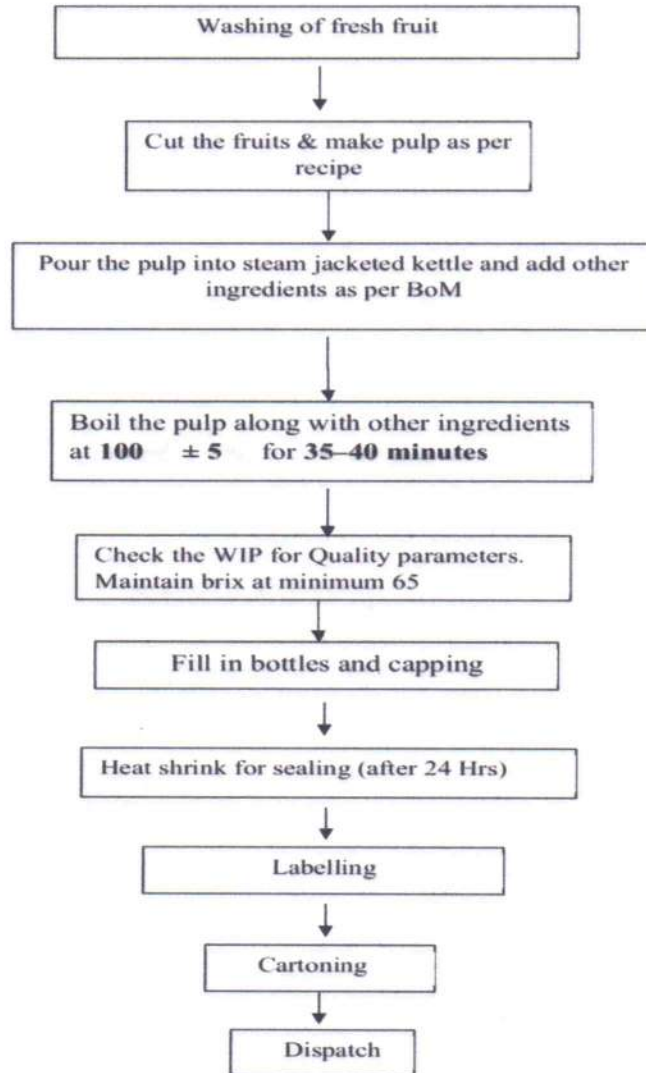 Washing of fresh fruit
Cut the fruits & make pulp as per
recipe
Pour the pulp into steam jacketed kettle and add other
ingredients as per BoM
Boil the pulp along with other ingredients
at 100 ± 5 for 35–40 minutes
Check the WIP for Quality parameters.
Maintain brix at minimum 65
Fill in bottles and capping
Heat shrink for sealing (after 24 Hrs)
Labelling
Cartoning
Dispatch